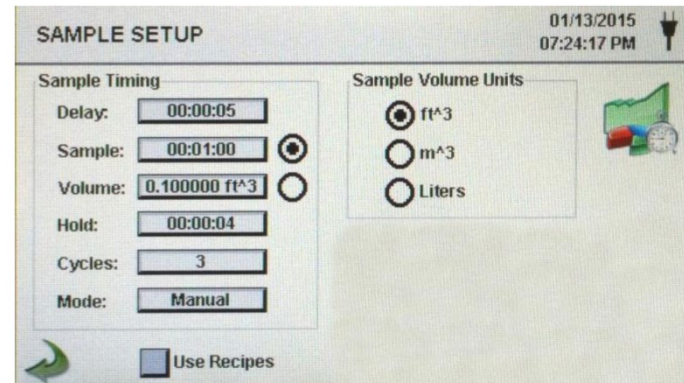 SAMPLE SETUP
01/13/2015
07:24:17 PM
Sample Timing
Delay: 00:00:05
Sample: 00:01:00
Volume: 0.100000 ft^3
Hold: 00:00:04
Cycles: 3
Mode: Manual
Use Recipes
Sample Volume Units
ft^3
m^3
Liters